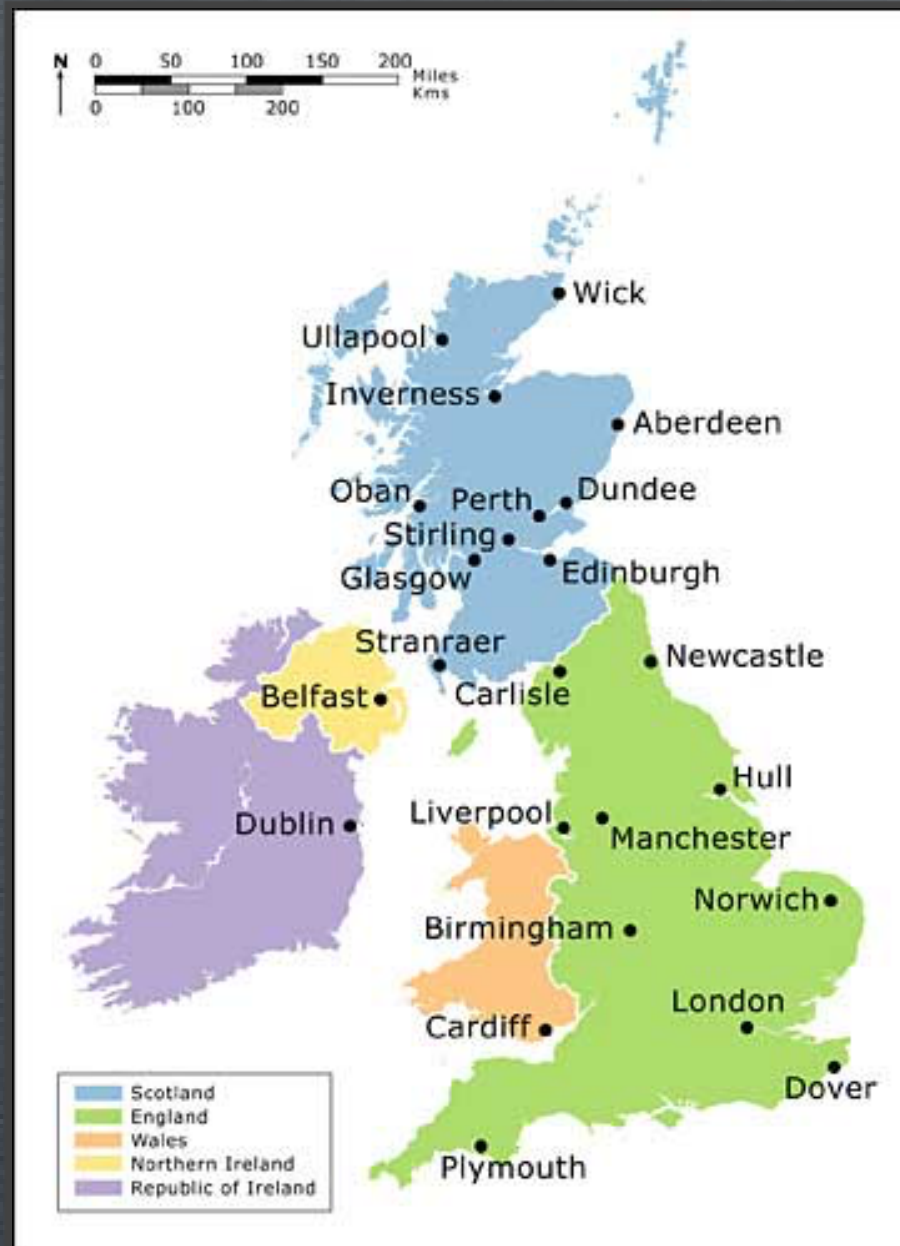 N 0 50 100 150 200
Miles
Kms
0 100 200
Wick
Ullapool
Inverness
Aberdeen
Oban
Perth
Dundee
Stirling
Glasgow
Edinburgh
Stranraer
Newcastle
Carlisle
Belfast
Hull
Liverpool
Dublin
Manchester
Norwich
Birmingham
London
Cardiff
Dover
Plymouth
Scotland
England
Wales
Northern Ireland
Republic of Ireland